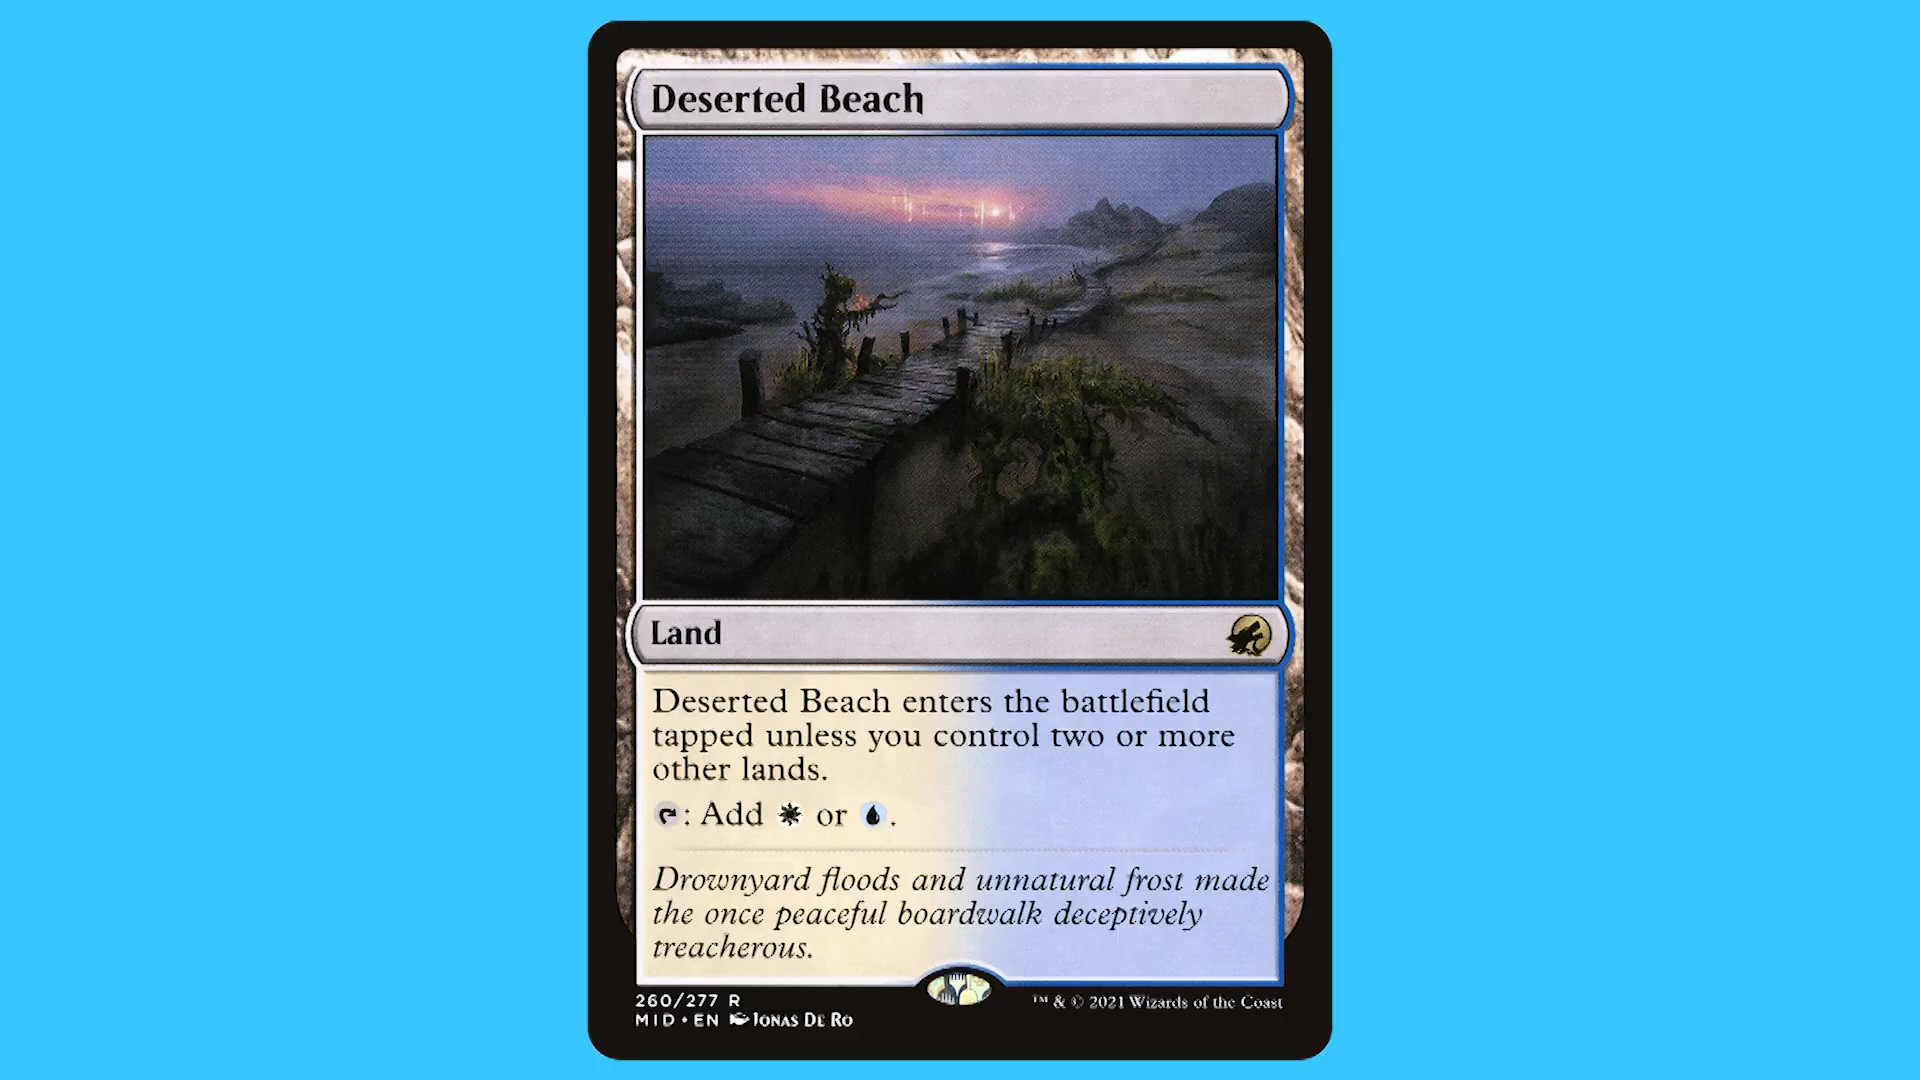 Deserted Beach
Land
Deserted Beach enters the battlefield
tapped unless you control two or more
other lands.
: Add or .
Drownyard floods and unnatural frost made
the once peaceful boardwalk deceptively
treacherous.
260/277 R
™ & © 2021 Wizards of the Coast
MID • EN Jonas De Ro